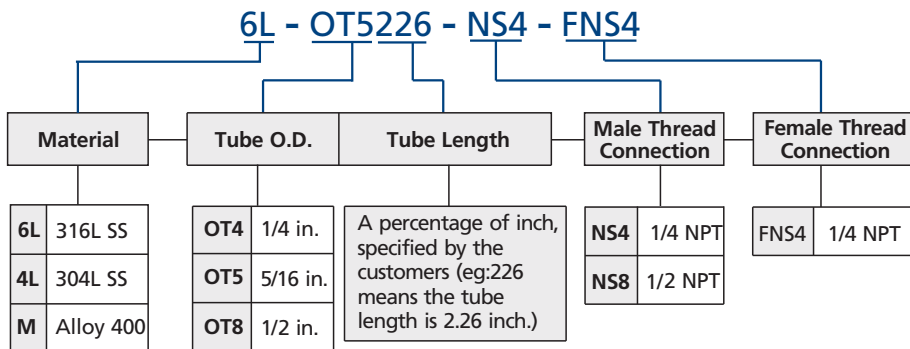 6L - OT5226 - NS4 - FNS4
Material
Tube O.D.
Tube Length
Male Thread
Connection
Female Thread
Connection
6L 316L SS
4L 304L SS
M Alloy 400
OT4 1/4 in.
OT5 5/16 in.
OT8 1/2 in.
A percentage of inch,
specified by the
customers (eg:226
means the tube
length is 2.26 inch.)
NS4 1/4 NPT
NS8 1/2 NPT
FNS4 1/4 NPT